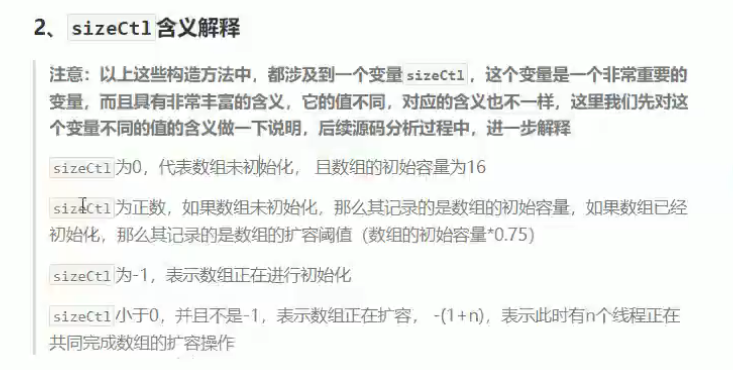 2、sizeCtl含义解释
注意：以上这些构造方法中，都涉及到一个变量sizeCtl，这个变量是一个非常重要的
变量，而且具有非常丰富的含义，它的值不同，对应的含义也不一样，这里我们先对这
个变量不同的值的含义做一下说明，后续源码分析过程中，进一步解释
sizeCtl为0，代表数组未初始化， 且数组的初始容量为16
sizeCtl为正数，如果数组未初始化，那么其记录的是数组的初始容量，如果数组已经
初始化，那么其记录的是数组的扩容阈值（数组的初始容量*0.75）
sizeCtl为-1，表示数组正在进行初始化
sizeCtl小于0，并且不是-1，表示数组正在扩容， -(1+n)，表示此时有n个线程正在
共同完成数组的扩容操作